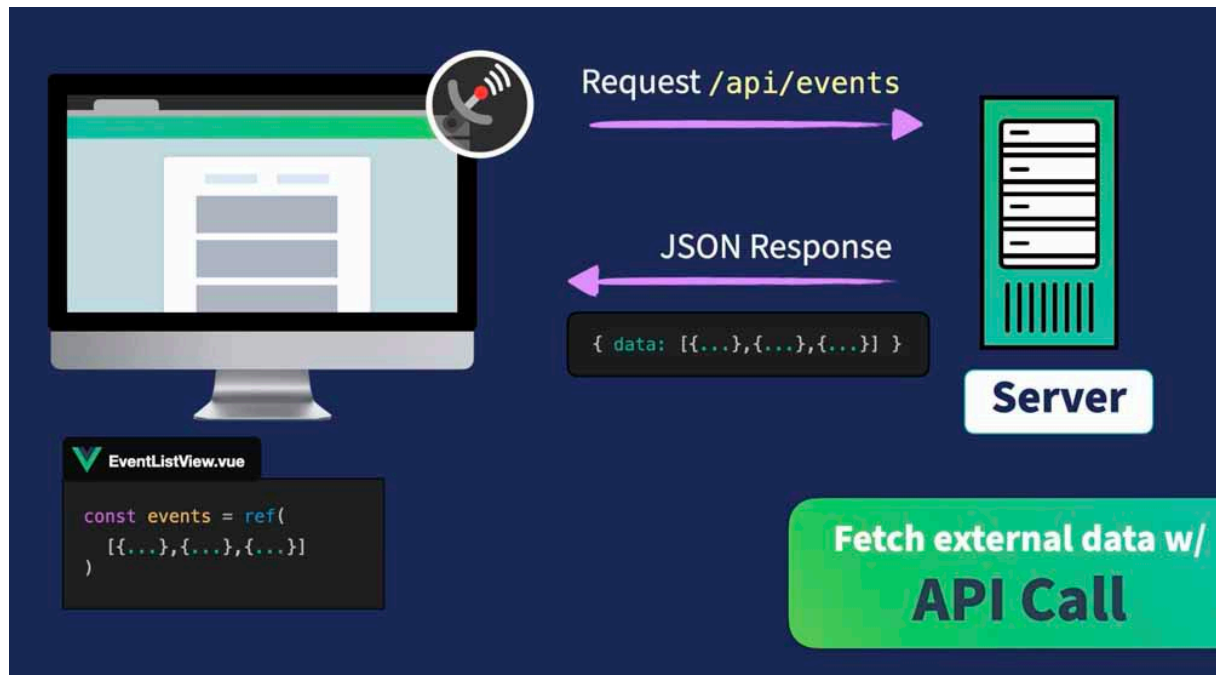 Request /api/events
JSON Response
{ data: [{...},{...},{...}] }
Server
EventListView.vue
const events = ref(
[{...},{...},{...}]
)
Fetch external data w/
API Call